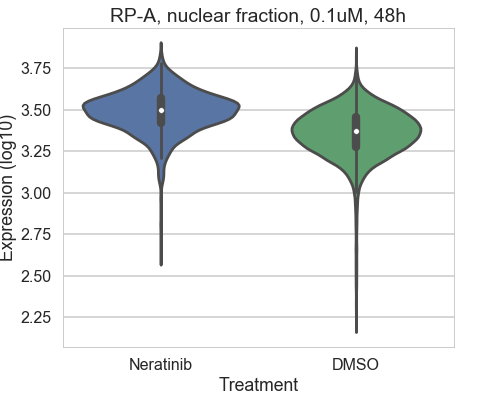 RP-A, nuclear fraction, 0.1uM, 48h
Expression (log10)
3.75
3.50
3.25
3.00
2.75
2.50
2.25
Neratinib
DMSO
Treatment